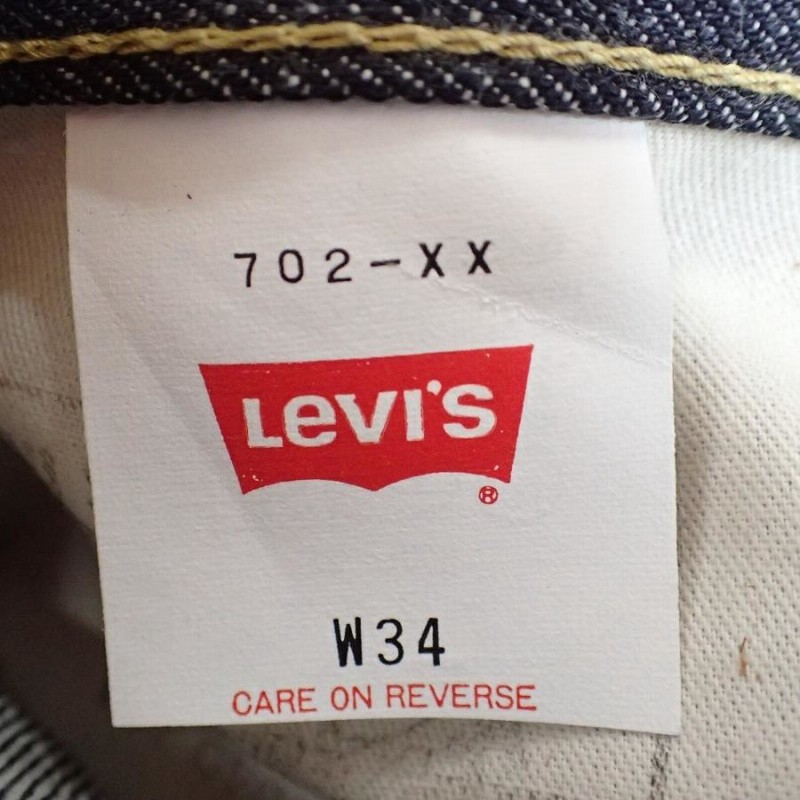 702-XX
LEVI'S
®
W34
CARE ON REVERSE